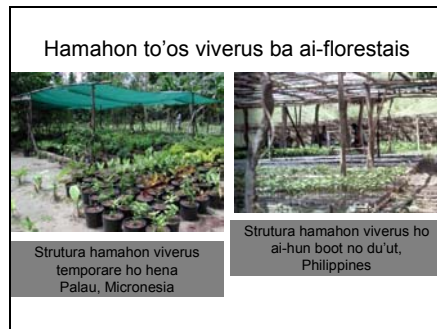 Hamahon to'os viverus ba ai-florestais
Strutura hamahon viverus
temporare ho hena
Palau, Micronesia
Strutura hamahon viverus ho
ai-hun boot no du'ut,
Philippines